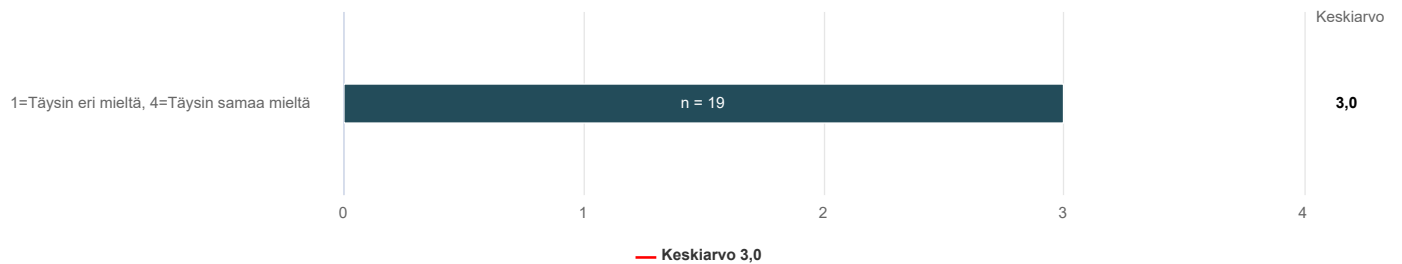 Keskiarvo
1=Täysin eri mieltä, 4=Täysin samaa mieltä
n = 19
3,0
0
1
2
3
4
Keskiarvo 3,0